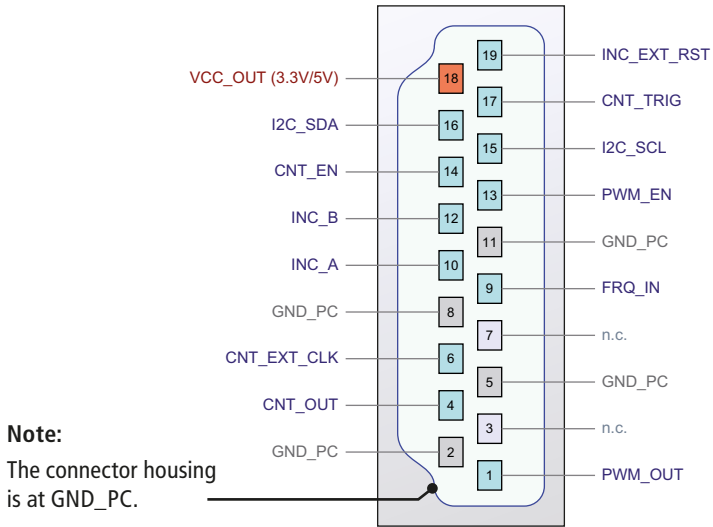 19 INC_EXT_RST
VCC_OUT (3.3V/5V) 18
17 CNT_TRIG
I2C_SDA 16
15 I2C_SCL
CNT_EN 14
13 PWM_EN
INC_B 12
11 GND_PC
INC_A 10
9 FRQ_IN
GND_PC 8
7 n.c.
CNT_EXT_CLK 6
5 GND_PC
CNT_OUT 4
3 n.c.
GND_PC 2
1 PWM_OUT
Note:
The connector housing
is at GND_PC.